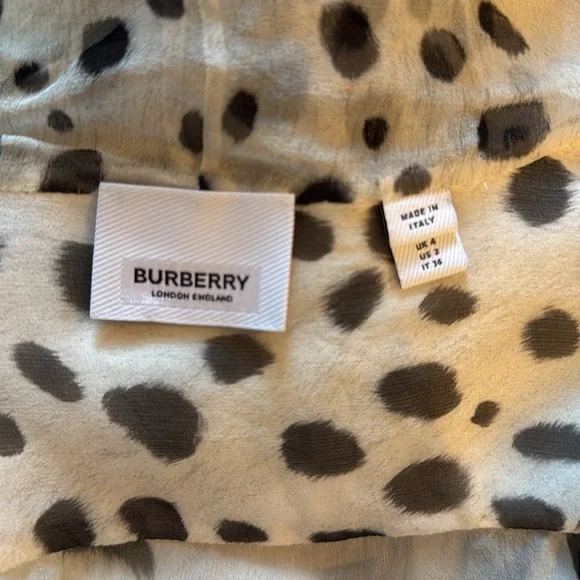 BURBERRY
LONDON ENGLAND
MADE IN
ITALY
UK 4
US 2
IT 36